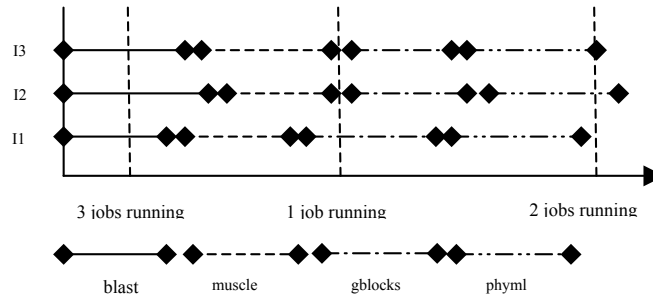 I3
I2
I1
3 jobs running 1 job running 2 jobs running
blast muscle gblocks phyml